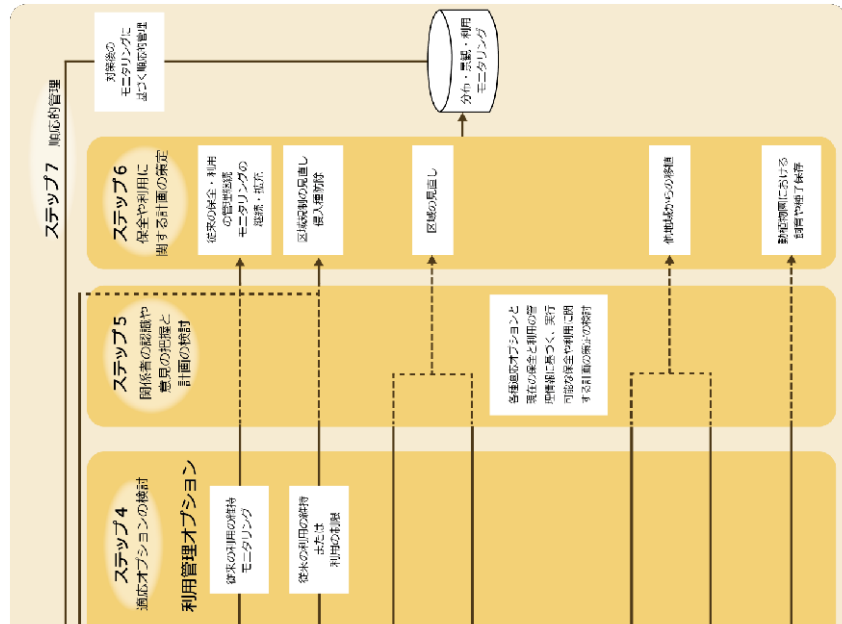 ステップ7 順応的管理
対策後の
モニタリングに
基づく順応的管理
分布・景観・利用
モニタリング
ステップ6
保全や利用に
関する計画の策定
従来の保全・利用
の管理継続
モニタリングの
継続・拡充
区域規制の見直し
侵入種防除
区域の見直し
他地域からの移植
動植物園における
飼育や種子保存
ステップ5
関係者の認識や
意見の把握と
計画の検討
各種適応オプションと
現在の保全と利用の管
理情報に基づく、実行
可能な保全や利用に関
する計画の策定の検討
ステップ4
適応オプションの検討
利用管理オプション
従来の利用の維持
モニタリング
従来の利用の維持
または
利用の制限